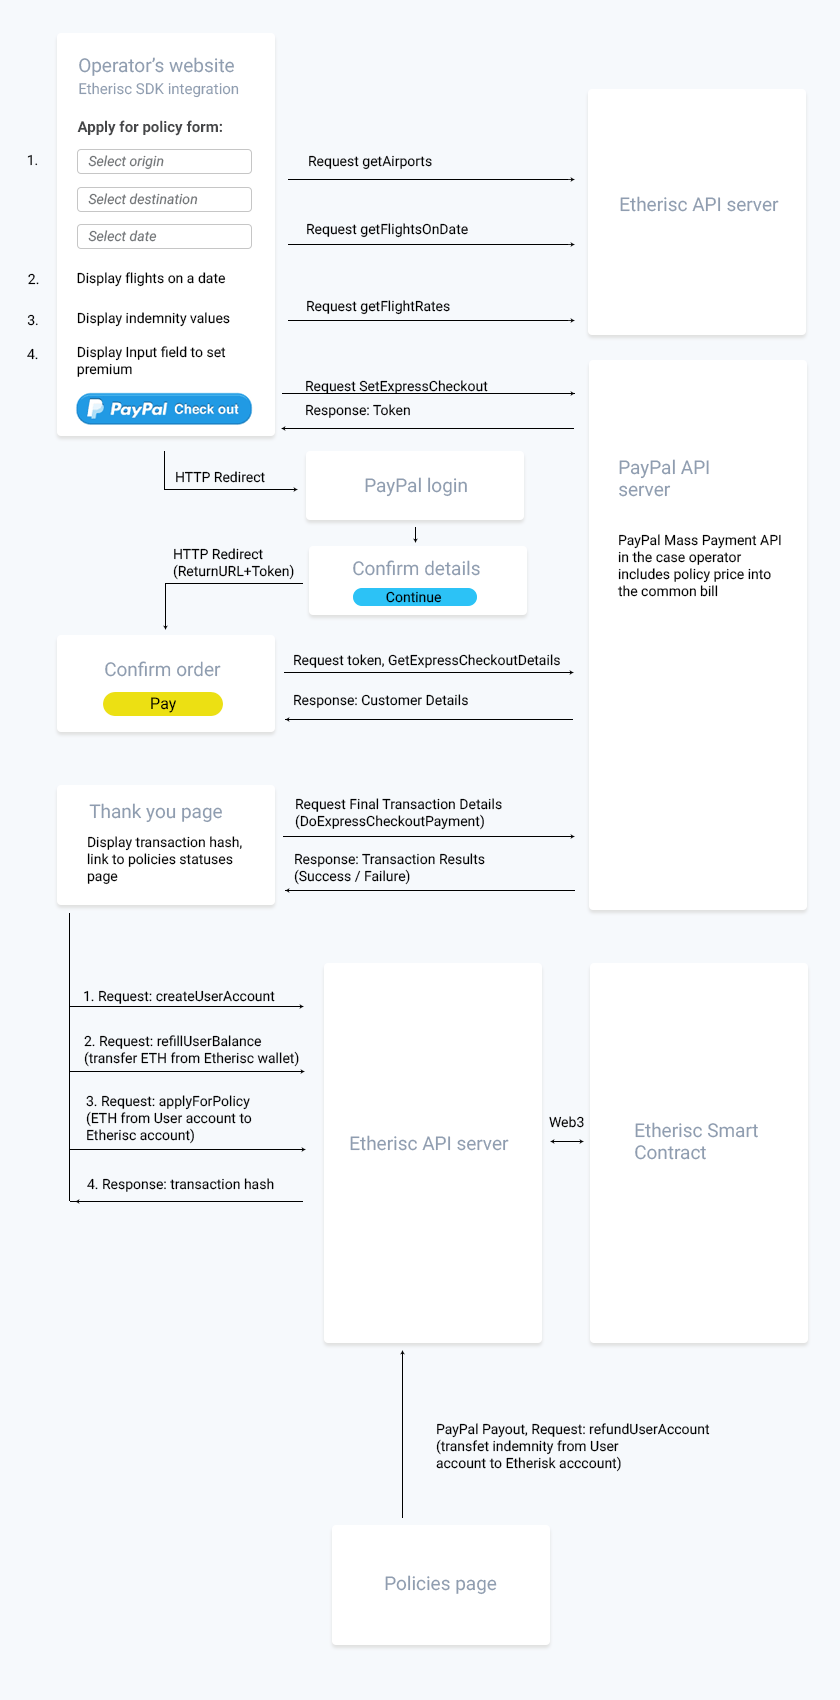 Operator's website
Etherisc SDK integration
Apply for policy form:
1.
Select origin
Select destination
Select date
2.
Display flights on a date
3.
Display indemnity values
4.
Display Input field to set
premium
PayPal Check out
Request getAirports
Request getFlightsOnDate
Request getFlightRates
Etherisc API server
Request SetExpressCheckout
Response: Token
PayPal API
server
PayPal Mass Payment API
in the case operator
includes policy price into
the common bill
HTTP Redirect
PayPal login
HTTP Redirect
(ReturnURL+Token)
Confirm details
Continue
Confirm order
Pay
Request token, GetExpressCheckoutDetails
Response: Customer Details
Thank you page
Display transaction hash,
link to policies statuses
page
Request Final Transaction Details
(DoExpressCheckoutPayment)
Response: Transaction Results
(Success / Failure)
1. Request: createUserAccount
2. Request: refillUserBalance
(transfer ETH from Etherisc wallet)
3. Request: applyForPolicy
(ETH from User account to
Etherisc account)
4. Response: transaction hash
Etherisc API server
Web3
Etherisc Smart
Contract
PayPal Payout, Request: refundUserAccount
(transfet indemnity from User
account to Etherisk acccount)
Policies page